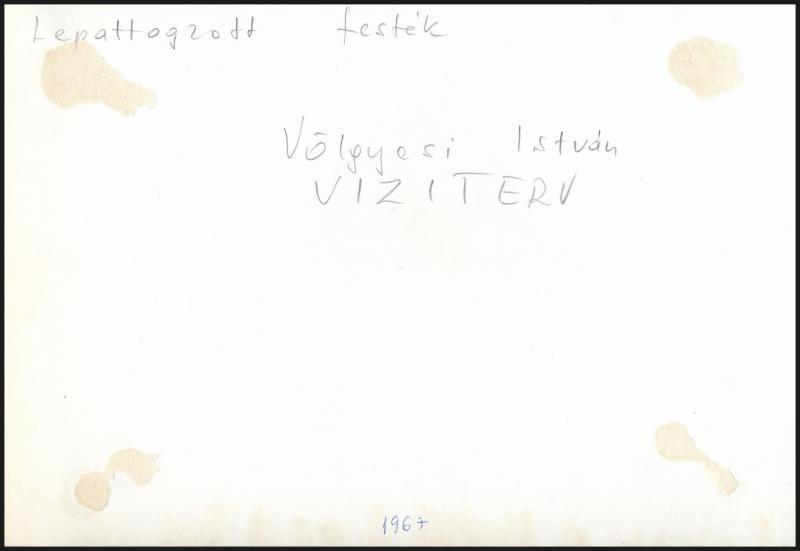 Lepattogzott festék
Völgyesi István
VIZITERV
1967